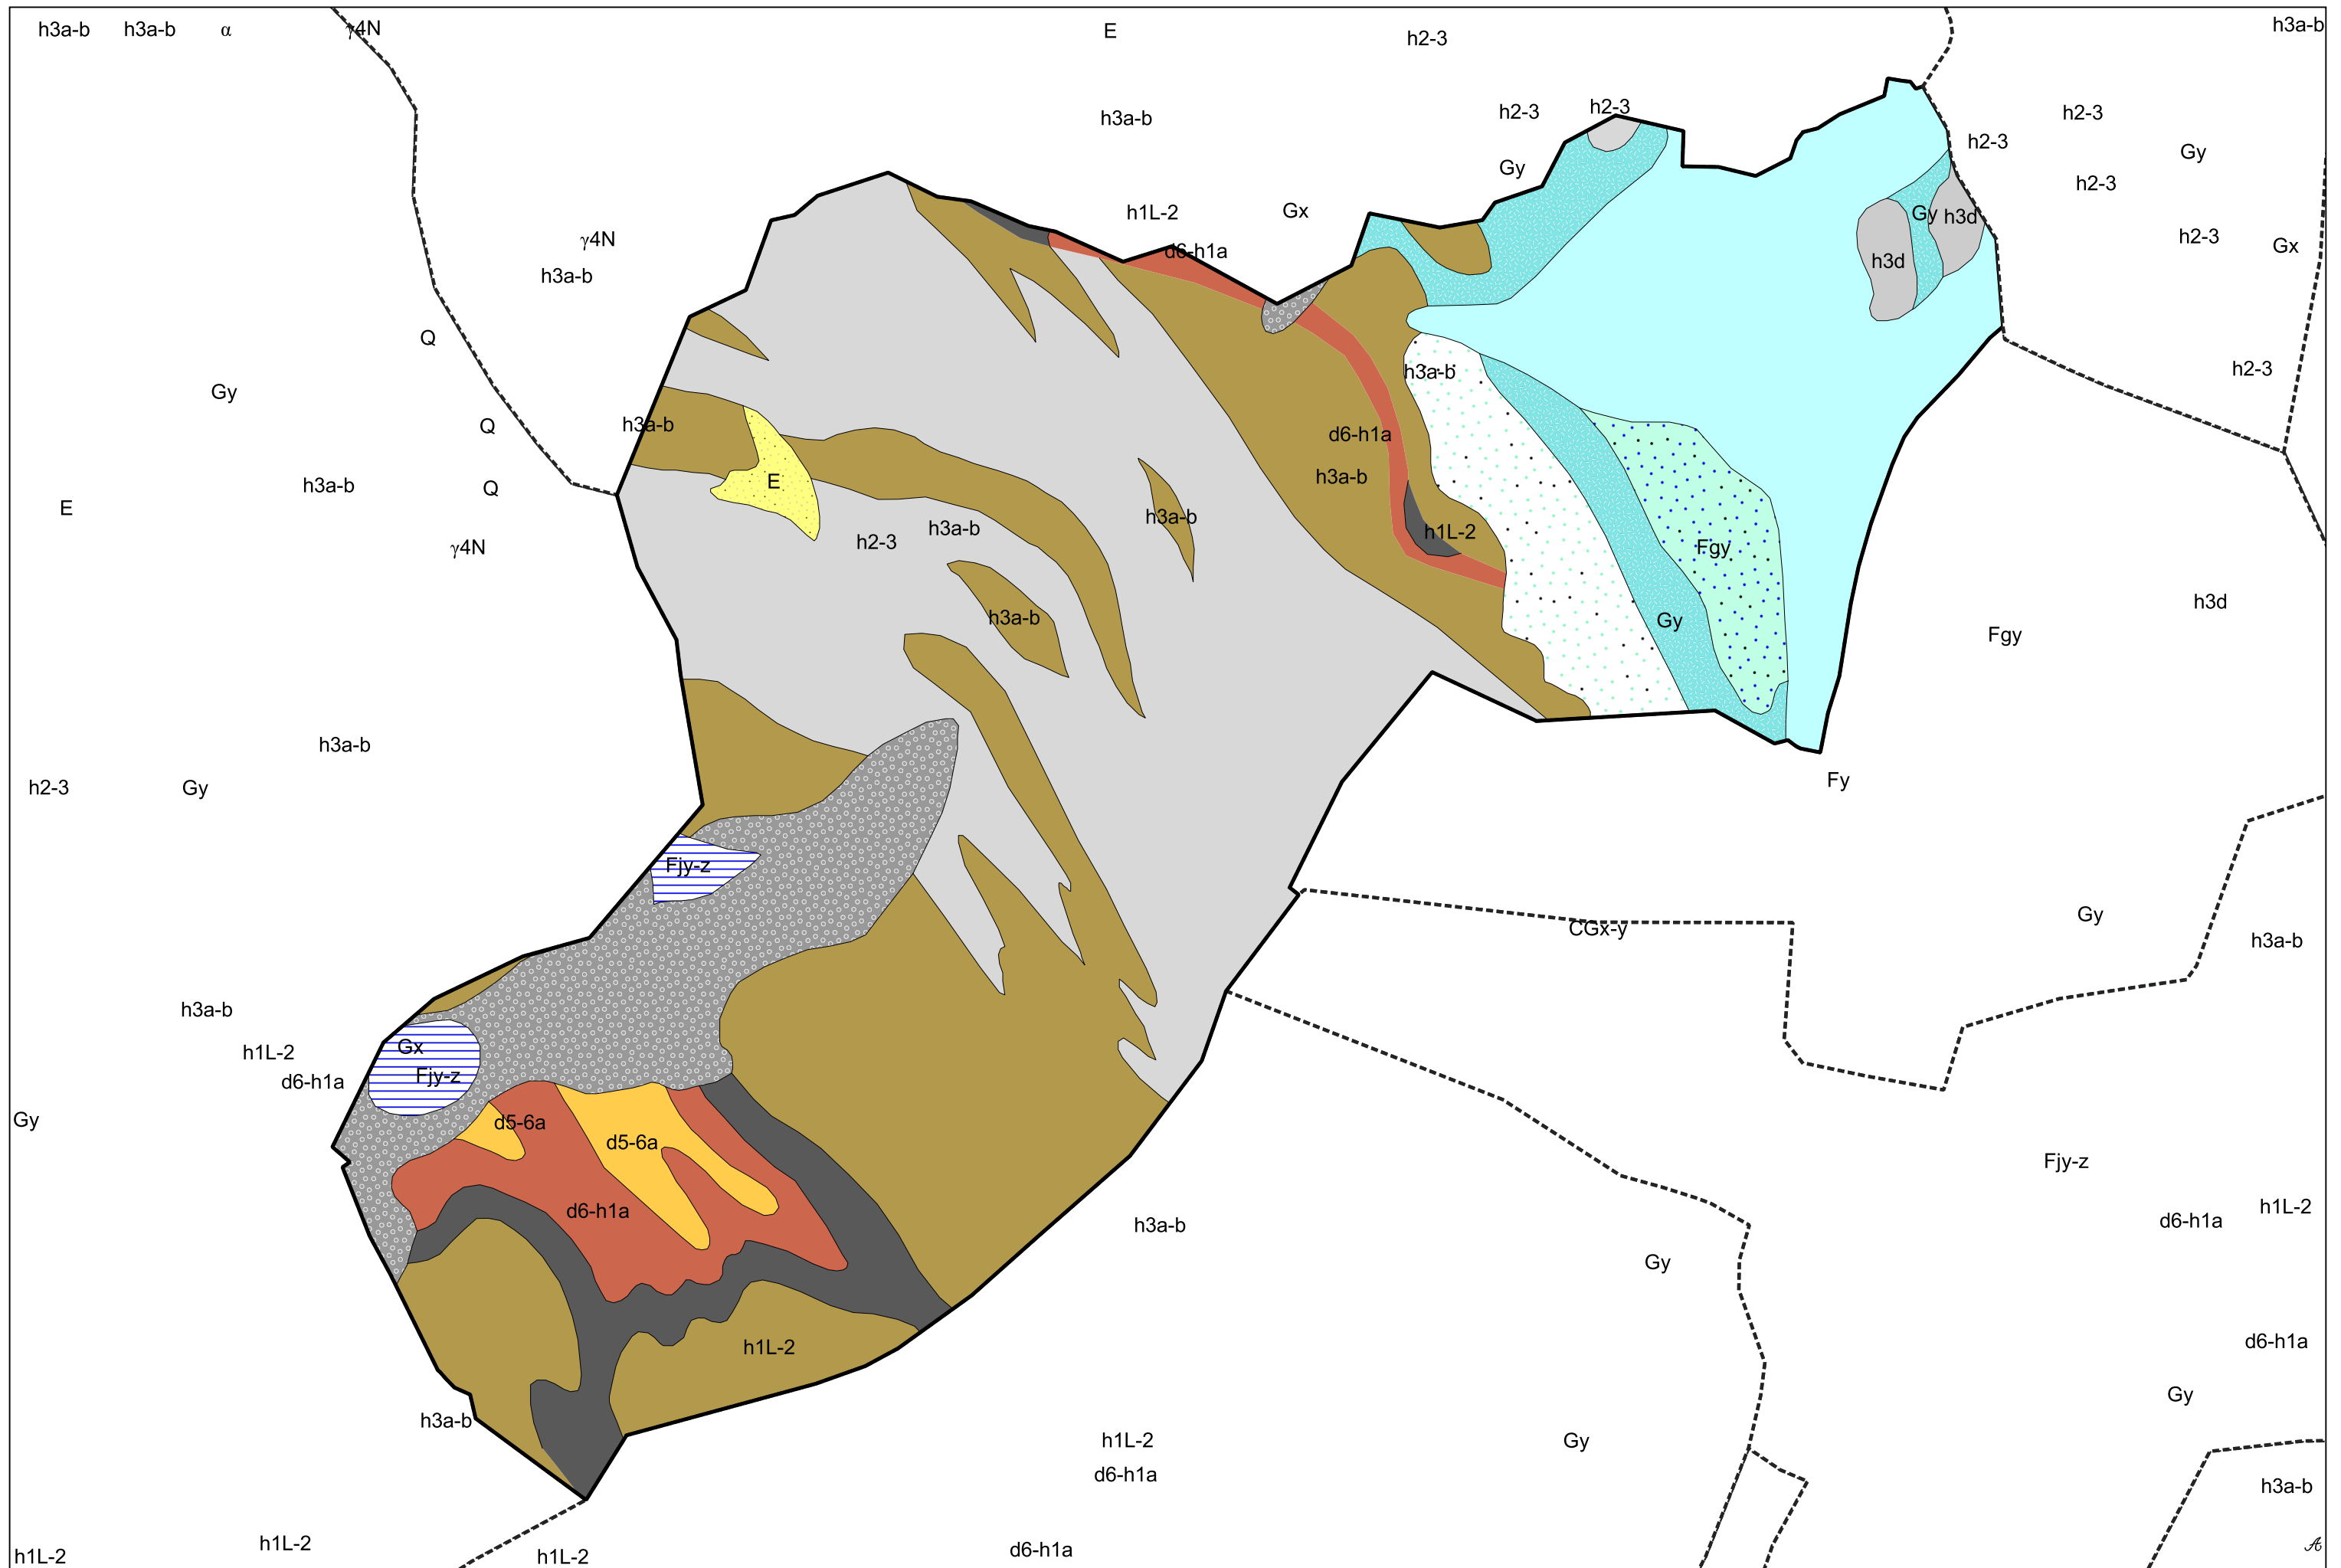 h3a-b h3a-b α γ4N E h2-3 h3a-b
h3a-b h2-3 h2-3 h2-3
h2-3
Gy Gy
h2-3
h1L-2 Gx Gy h3d
γ4N d6-h1a h2-3 Gx
h3a-b h3d
Q
h3a-b h2-3
Gy
Q h3a-b d6-h1a
h3a-b Q E h3a-b
E h3a-b
γ4N h2-3 h3a-b h1L-2 Fgy
h3d
h3a-b Gy Fgy
h3a-b
h2-3 Gy Fy
Fjy-z
Gy
CGx-y h3a-b
h3a-b
h1L-2 Gx
d6-h1a Fjy-z
Gy d5-6a d5-6a
Fjy-z
d6-h1a h3a-b d6-h1a h1L-2
Gy
h1L-2 d6-h1a
h3a-b Gy
h1L-2 Gy
d6-h1a h3a-b
h1L-2 h1L-2 h1L-2 d6-h1a